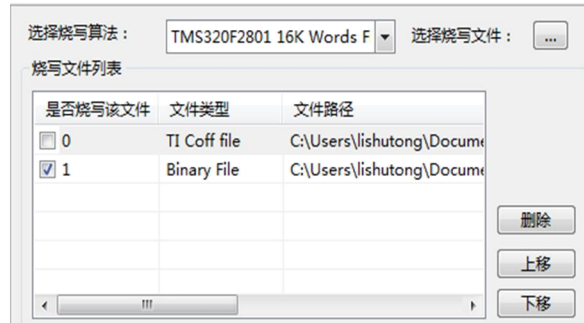 选择烧写算法： TMS320F2801 16K Words F 选择烧写文件： ...
烧写文件列表
是否烧写该文件 文件类型 文件路径
0 TI Coff file C:\Users\lishutong\Docume
1 Binary File C:\Users\lishutong\Docume
删除
上移
下移